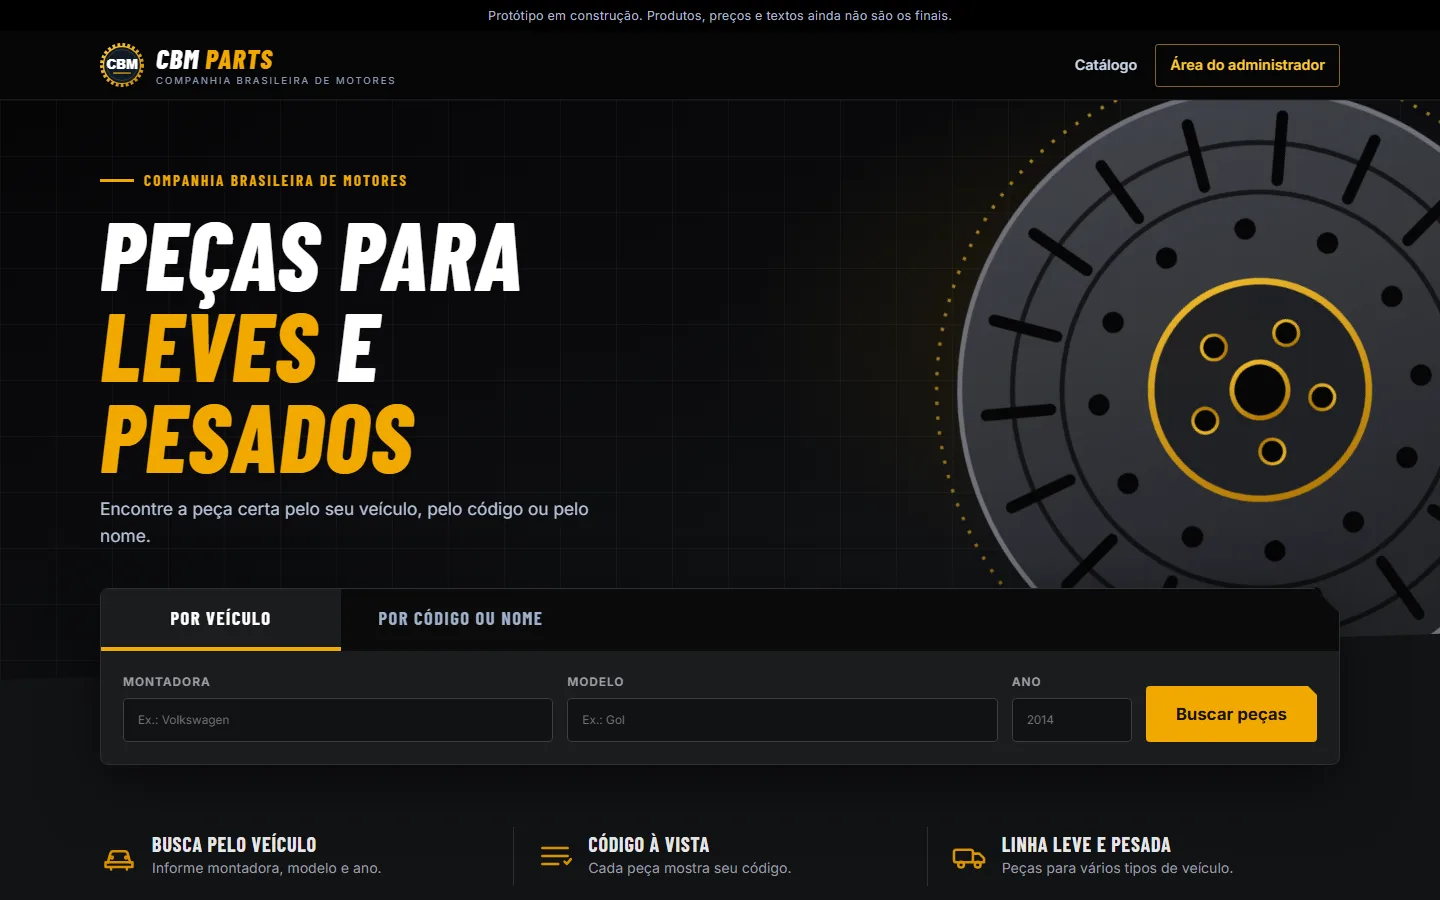 Protótipo em construção. Produtos, preços e textos ainda não são os finais.
CBM
CBM PARTS
COMPANHIA BRASILEIRA DE MOTORES
Catálogo
Área do administrador
COMPANHIA BRASILEIRA DE MOTORES
PEÇAS PARA
LEVES E
PESADOS
Encontre a peça certa pelo seu veículo, pelo código ou pelo
nome.
POR VEÍCULO
POR CÓDIGO OU NOME
MONTADORA
MODELO
ANO
Ex.: Volkswagen
Ex.: Gol
2014
Buscar peças
BUSCA PELO VEÍCULO
Informe montadora, modelo e ano.
CÓDIGO À VISTA
Cada peça mostra seu código.
LINHA LEVE E PESADA
Peças para vários tipos de veículo.